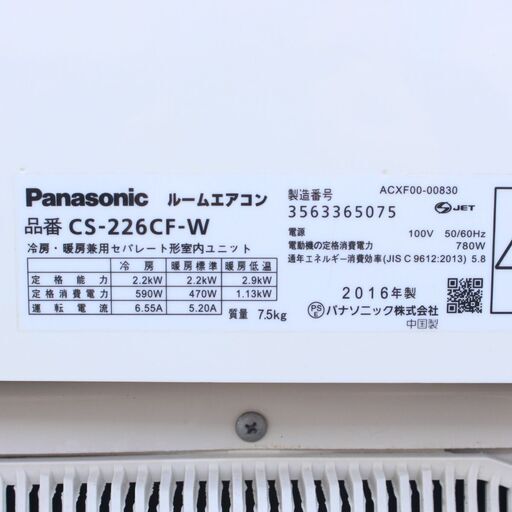 Panasonic ルームエアコン
品番 CS-226CF-W
冷房・暖房兼用セパレート形室内ユニット
冷房 暖房標準 暖房低温
定格能力 2.2kW 2.2kW 2.9kW
定格消費電力 590W 470W 1.13kW
運転電流 6.55A 5.20A
質量 7.5kg
ACXF00-00830
製造番号
3563365075
JET
電源 100V 50/60Hz
電動機の定格消費電力 780W
通年エネルギー消費効率(JIS C 9612:2013) 5.8
2016年製
PS E パナソニック株式会社
中国製